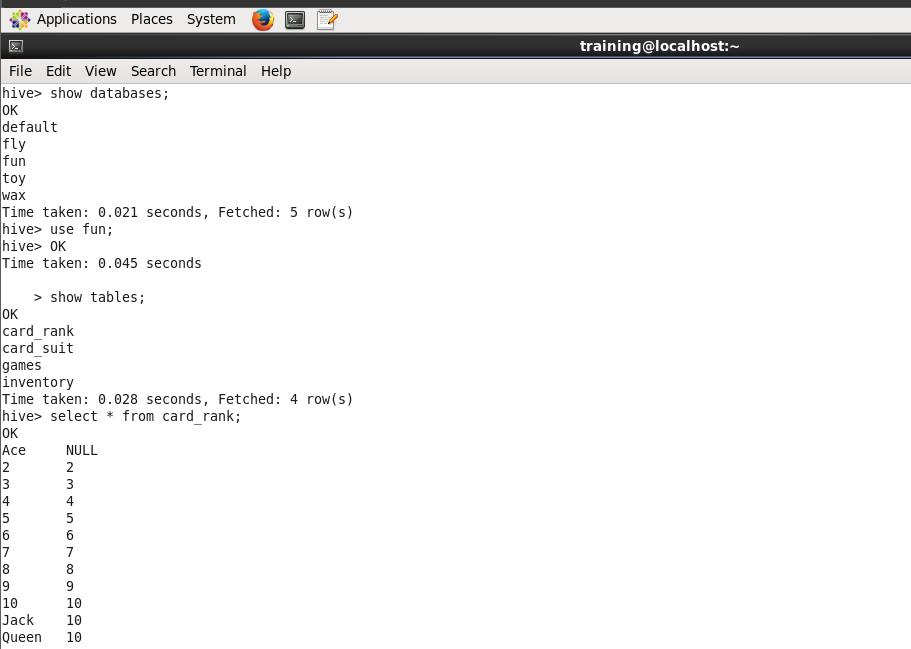 Applications Places System
training@localhost:~
File Edit View Search Terminal Help
hive> show databases;
OK
default
fly
fun
toy
wax
Time taken: 0.021 seconds, Fetched: 5 row(s)
hive> use fun;
hive> OK
Time taken: 0.045 seconds
    > show tables;
OK
card_rank
card_suit
games
inventory
Time taken: 0.028 seconds, Fetched: 4 row(s)
hive> select * from card_rank;
OK
Ace     NULL
2       2
3       3
4       4
5       5
6       6
7       7
8       8
9       9
10      10
Jack    10
Queen   10